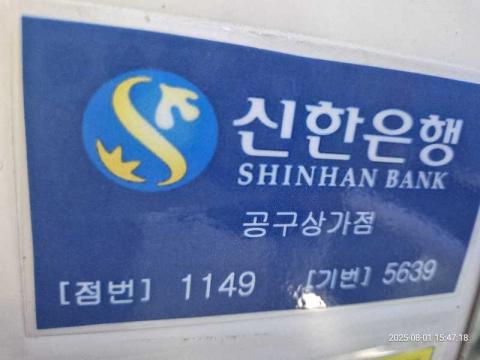 신한은행
SHINHAN BANK
공구상가점
[점번] 1149 [기번] 5639
2025-08-01 15:47:18